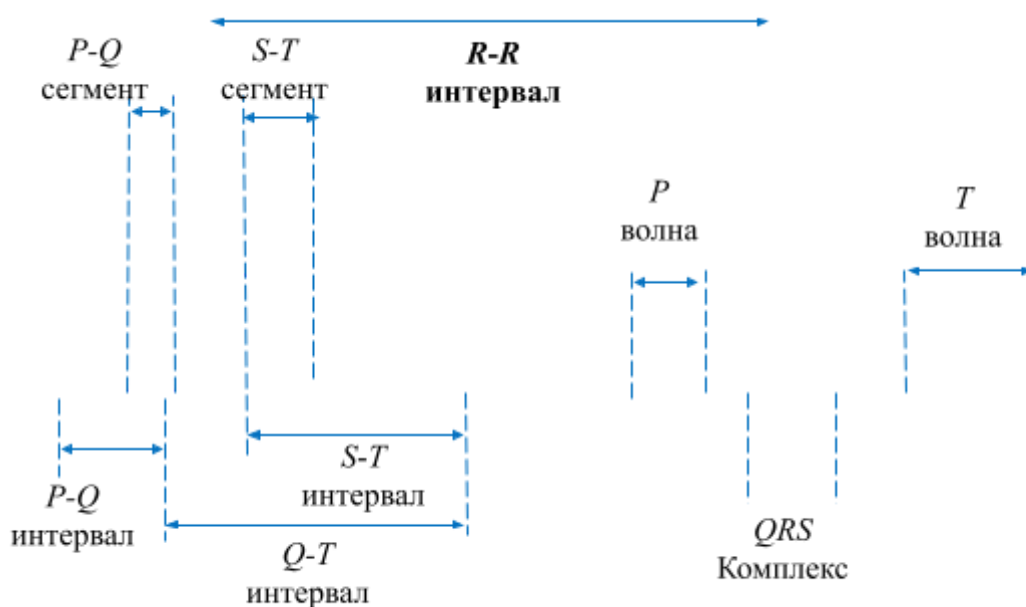 P-Q
сегмент
S-T
сегмент
R-R
интервал
P
волна
T
волна
S-T
интервал
P-Q
интервал
Q-T
интервал
QRS
Комплекс